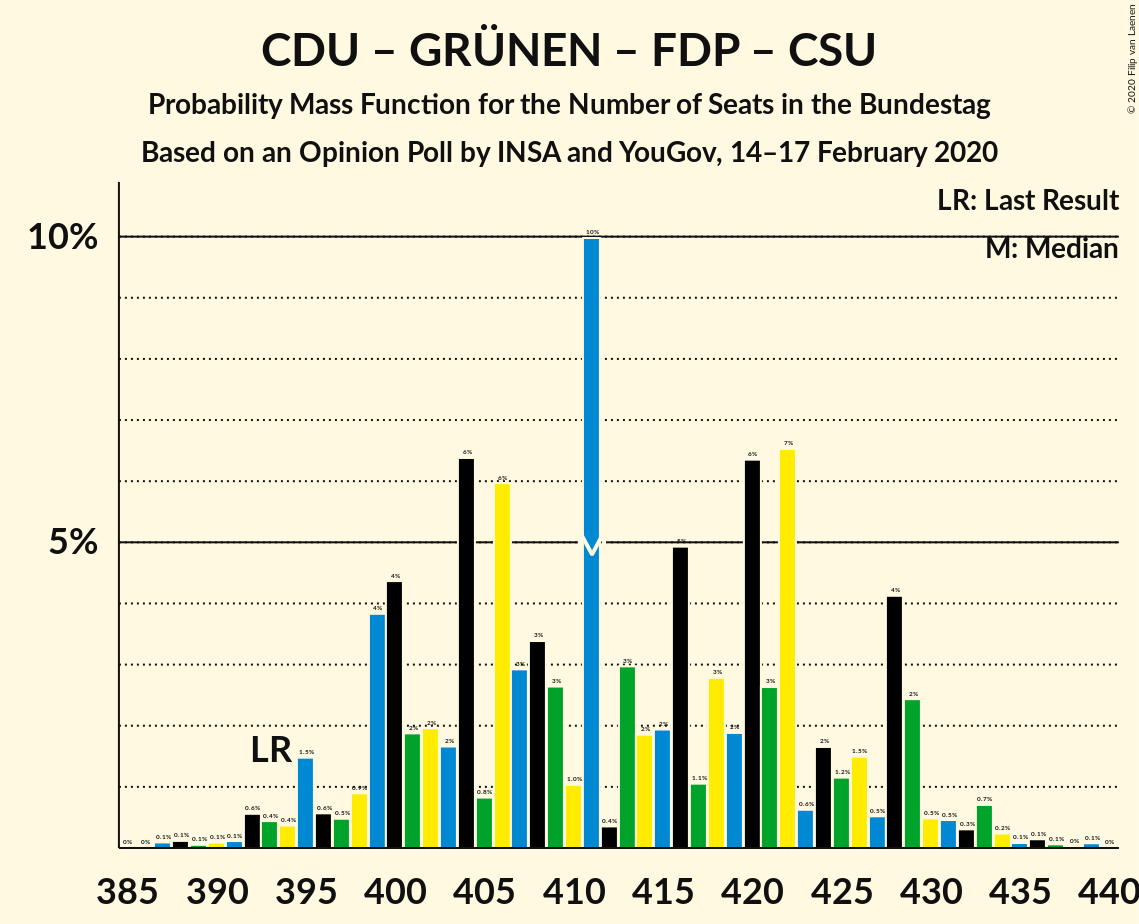 CDU – GRÜNEN – FDP – CSU
Probability Mass Function for the Number of Seats in the Bundestag
Based on an Opinion Poll by INSA and YouGov, 14–17 February 2020
© 2020 Filip van Laenen
LR: Last Result
M: Median
10%
5%
LR
M
0% 0% 0.1% 0.1% 0.1% 0.1% 0.1% 0.6% 0.4% 0.4% 1.5% 0.6% 0.5% 0.9% 4% 4% 2% 2% 2% 6% 0.8% 6% 3% 3% 3% 1.0% 10% 0.4% 3% 2% 2% 5% 1.1% 3% 2% 6% 3% 7% 0.6% 2% 1.2% 1.5% 0.5% 4% 2% 0.5% 0.5% 0.3% 0.7% 0.2% 0.1% 0.1% 0.1% 0% 0.1% 0%
385 390 395 400 405 410 415 420 425 430 435 440